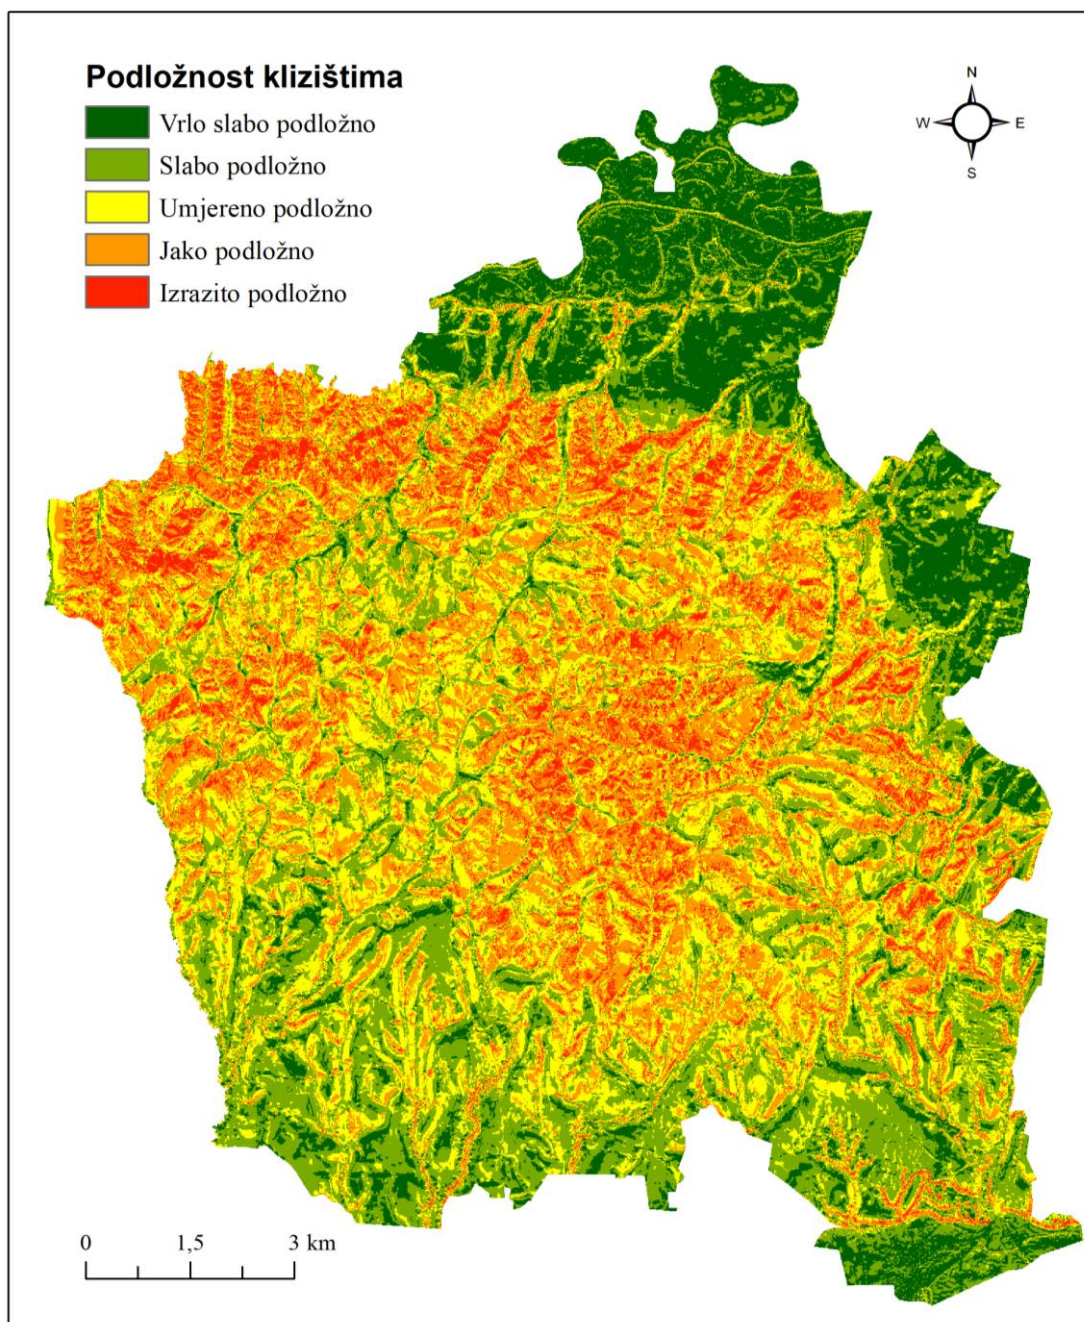 Podložnost klizištima
Vrlo slabo podložno
Slabo podložno
Umjereno podložno
Jako podložno
Izrazito podložno
N
W E
S
0 1,5 3 km